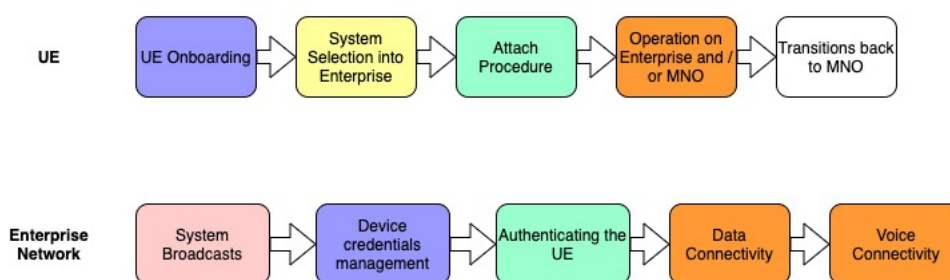 UE
UE Onboarding
System
Selection into
Enterprise
Attach
Procedure
Operation on
Enterprise and /
or MNO
Transitions back
to MNO
Enterprise
Network
System
Broadcasts
Device
credentials
management
Authenticating the
UE
Data
Connectivity
Voice
Connectivity